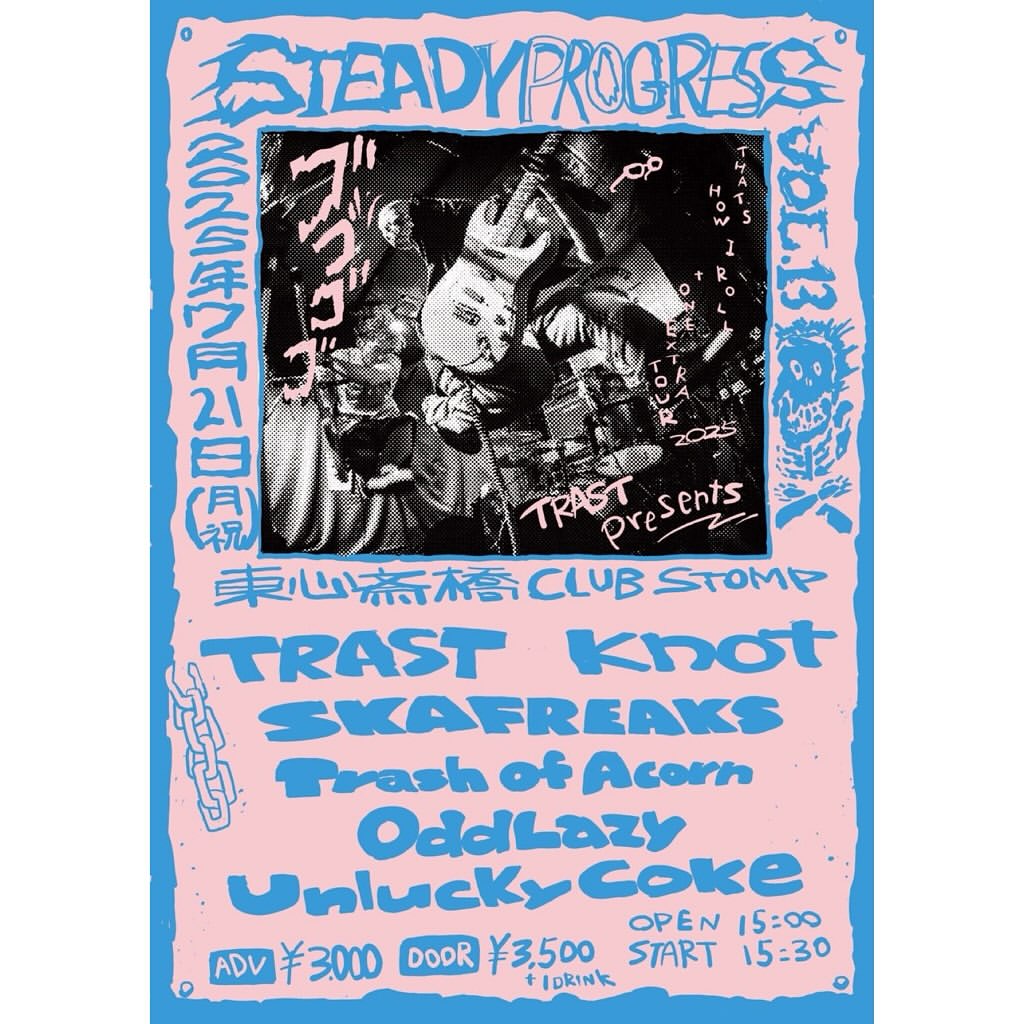 STEADY PROGRESS
VOL.13
2025年7月21日(月祝)
ゴゴゴゴ
THATS
HOW I ROLL
+ ONE EXTRA
TOUR
2025
TRAST
presents
東心斎橋 CLUB STOMP
TRAST Knot
SKAFREAKS
Trash of Acorn
OddLazy
Unlucky Coke
OPEN 15:00
START 15:30
ADV ¥3.000 DOOR ¥3,500
+1DRINK